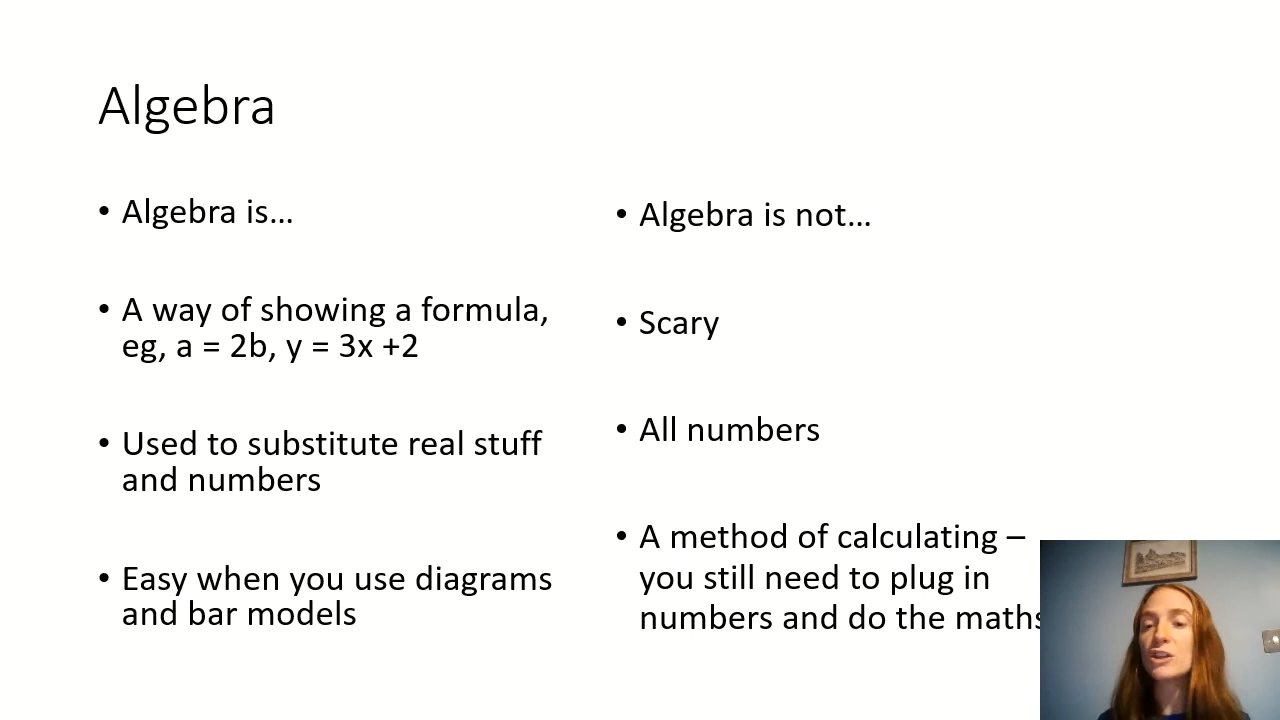 Algebra
• Algebra is…
• A way of showing a formula,
eg, a = 2b, y = 3x +2
• Used to substitute real stuff
and numbers
• Easy when you use diagrams
and bar models
• Algebra is not…
• Scary
• All numbers
• A method of calculating –
you still need to plug in
numbers and do the maths